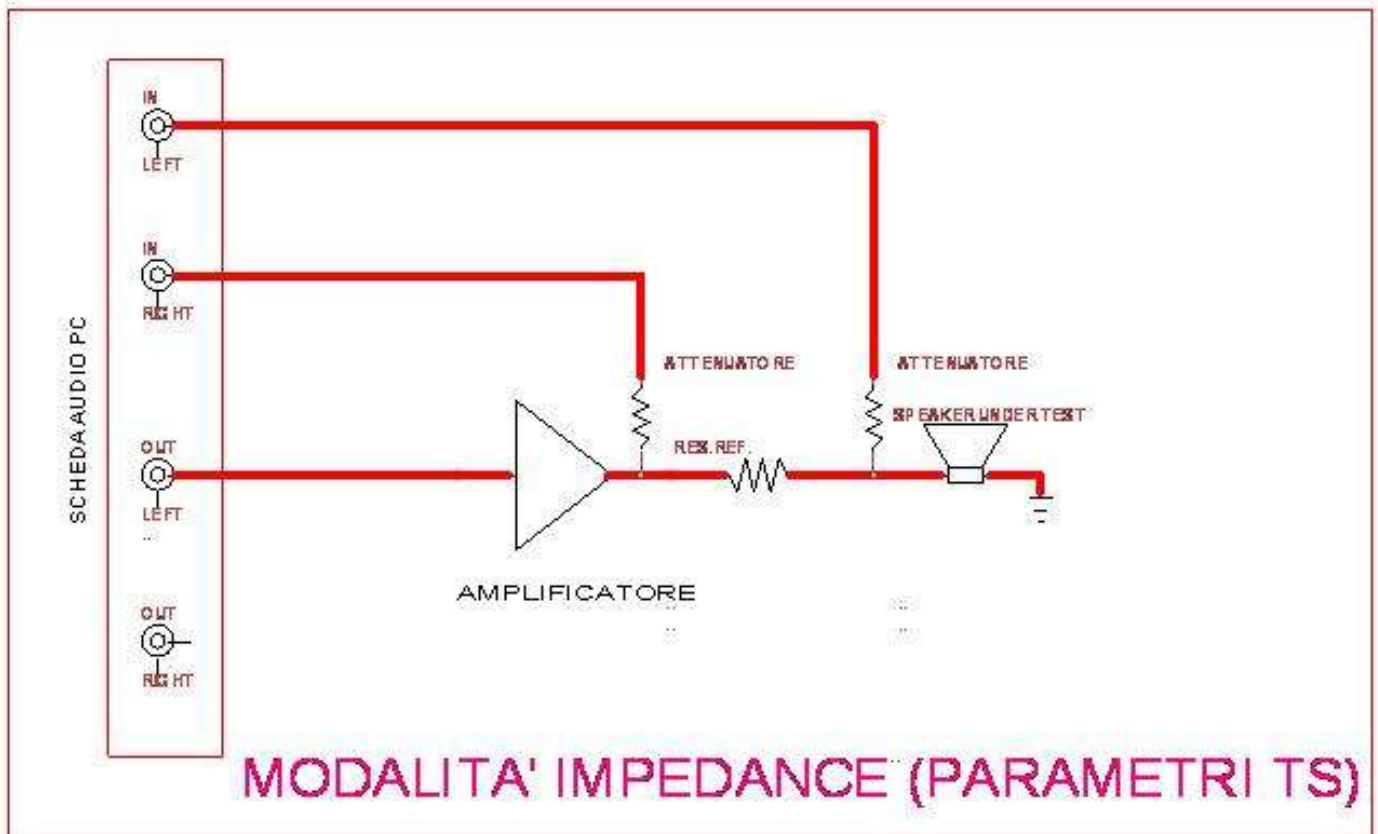 IN
LEFT
IN
RIGHT
SCHEDA AUDIO PC
ATTENUATORE
ATTENUATORE
SPEAKER UNDER TEST
RES. REF.
OUT
LEFT
AMPLIFICATORE
OUT
RIGHT
MODALITA' IMPEDANCE (PARAMETRI TS)